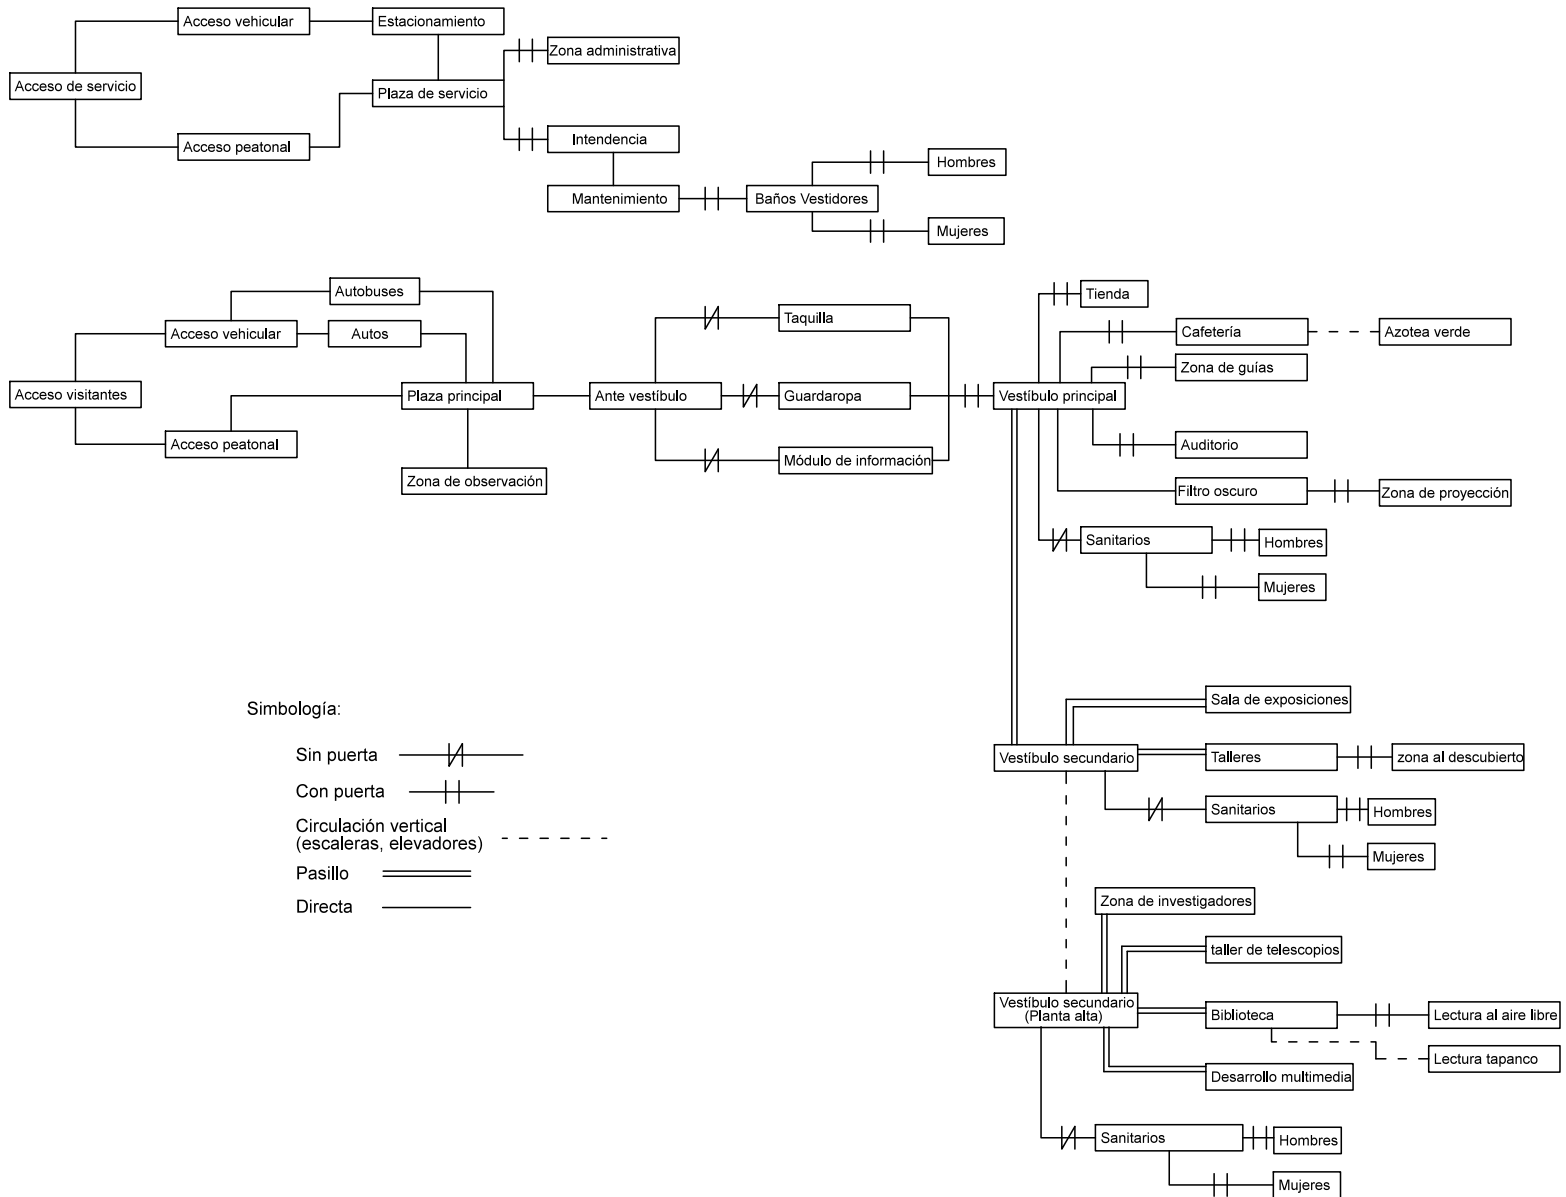 Acceso vehicular
Estacionamiento
Zona administrativa
Acceso de servicio
Plaza de servicio
Acceso peatonal
Intendencia
Hombres
Mantenimiento
Baños Vestidores
Mujeres
Autobuses
Tienda
Acceso vehicular
Autos
Taquilla
Cafetería
Azotea verde
Zona de guías
Acceso visitantes
Plaza principal
Ante vestíbulo
Guardaropa
Vestíbulo principal
Acceso peatonal
Auditorio
Módulo de información
Zona de observación
Filtro oscuro
Zona de proyección
Sanitarios
Hombres
Mujeres
Simbología:
Sin puerta
Con puerta
Circulación vertical
(escaleras, elevadores)
Pasillo
Directa
Sala de exposiciones
Vestíbulo secundario
Talleres
zona al descubierto
Sanitarios
Hombres
Mujeres
Zona de investigadores
taller de telescopios
Vestíbulo secundario
(Planta alta)
Biblioteca
Lectura al aire libre
Lectura tapanco
Desarrollo multimedia
Sanitarios
Hombres
Mujeres